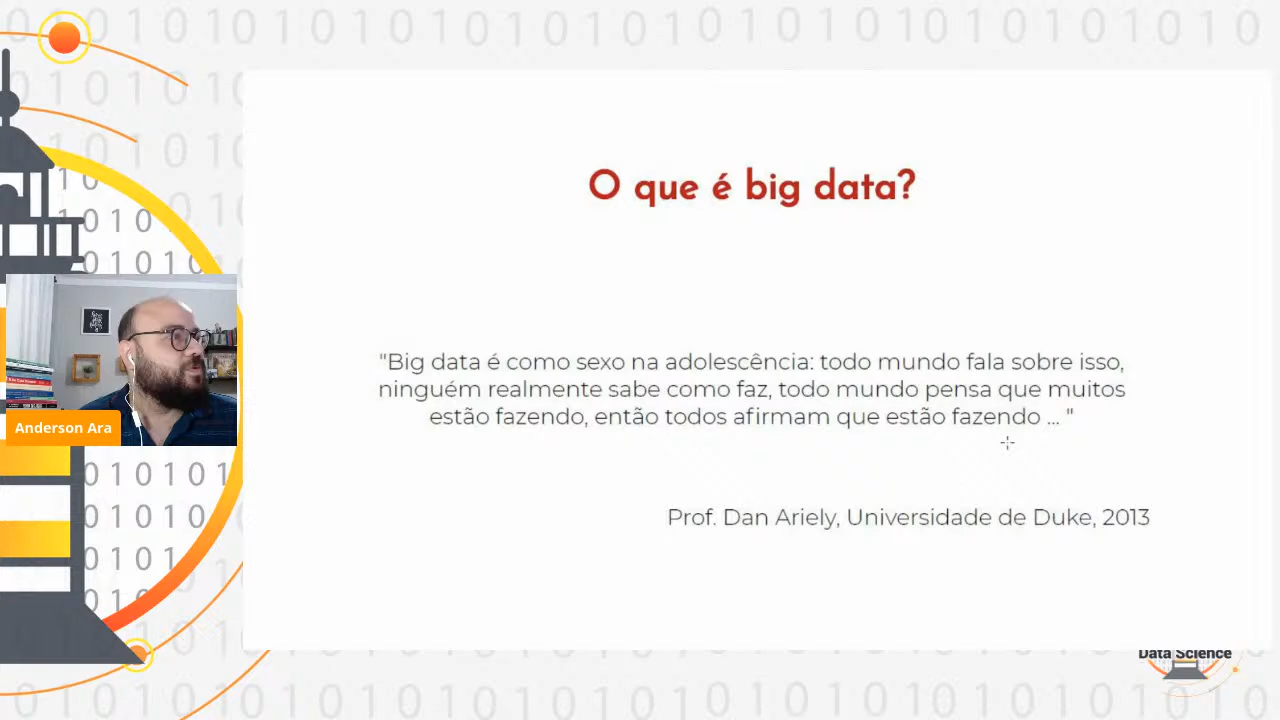 O que é big data?
"Big data é como sexo na adolescência: todo mundo fala sobre isso,
ninguém realmente sabe como faz, todo mundo pensa que muitos
estão fazendo, então todos afirmam que estão fazendo ... "
Prof. Dan Ariely, Universidade de Duke, 2013
Anderson Ara
Data Science